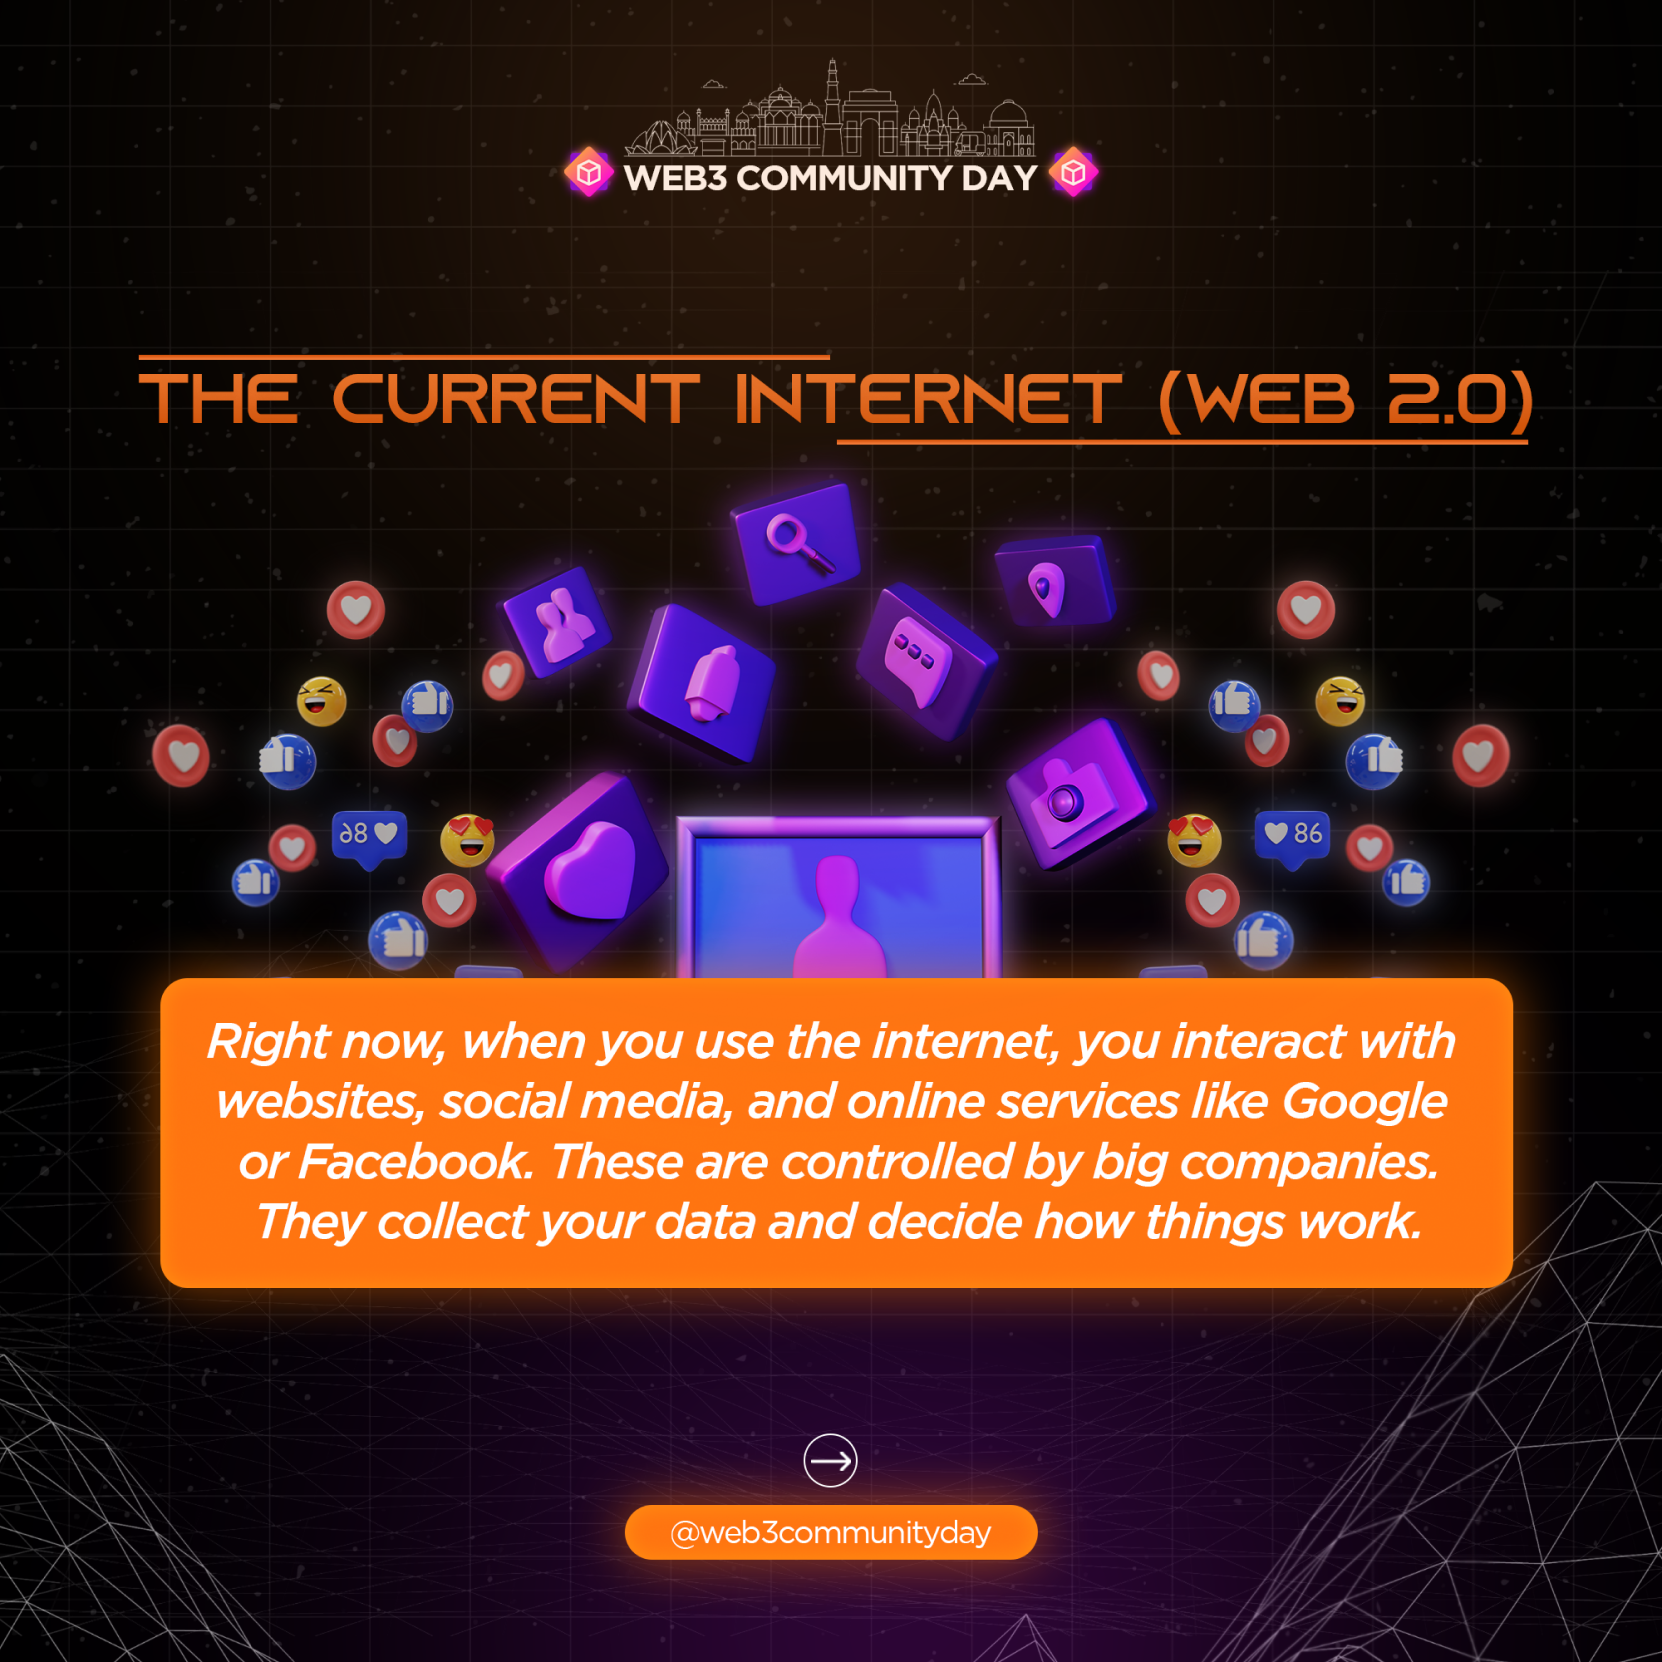 WEB3 COMMUNITY DAY
THE CURRENT INTERNET (WEB 2.0)
86
86
Right now, when you use the internet, you interact with
websites, social media, and online services like Google
or Facebook. These are controlled by big companies.
They collect your data and decide how things work.
@web3communityday